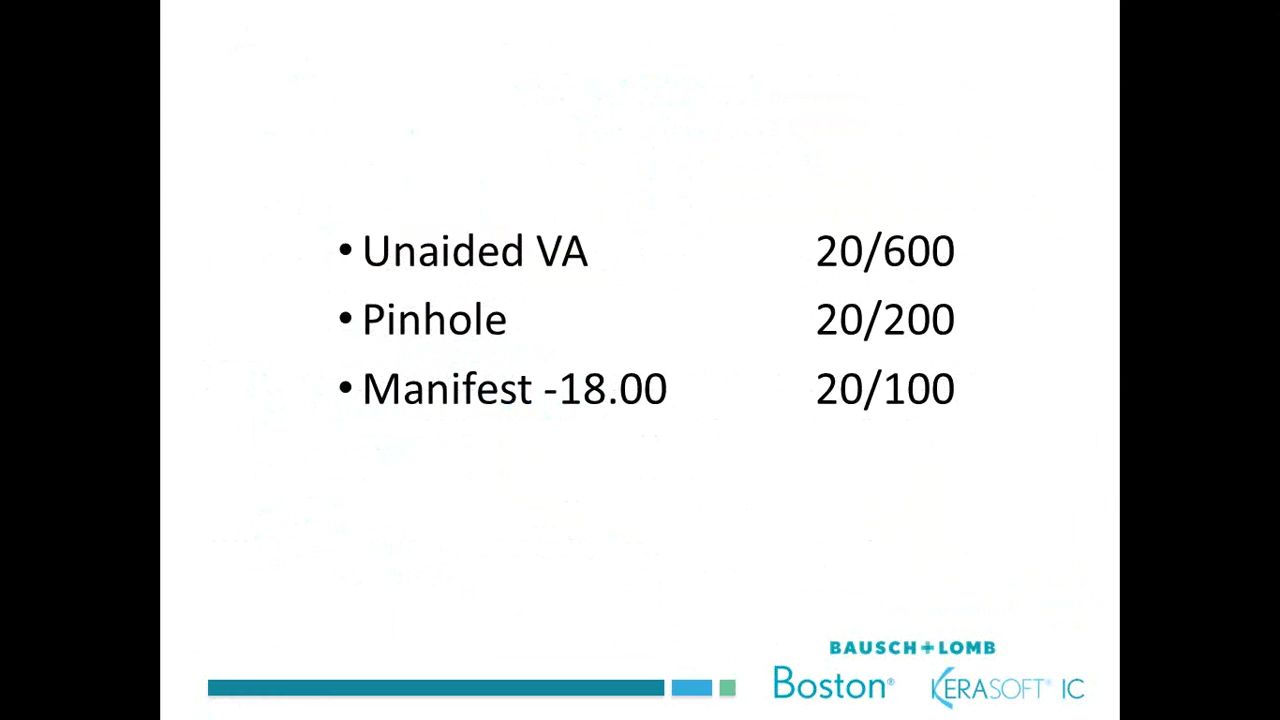 • Unaided VA 20/600
• Pinhole 20/200
• Manifest -18.00 20/100
BAUSCH+LOMB
Boston® KERASOFT® IC